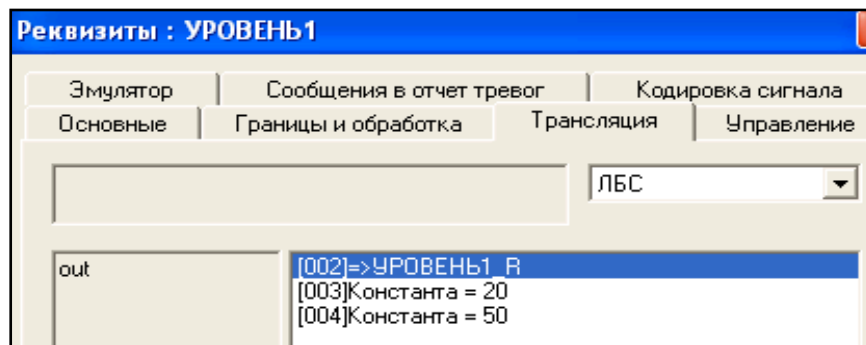 Реквизиты : УРОВЕНЬ1
Эмулятор Сообщения в отчет тревог Кодировка сигнала
Основные Границы и обработка Трансляция Управление
ЛБС
out
[002]=>УРОВЕНЬ1_R
[003]Константа = 20
[004]Константа = 50